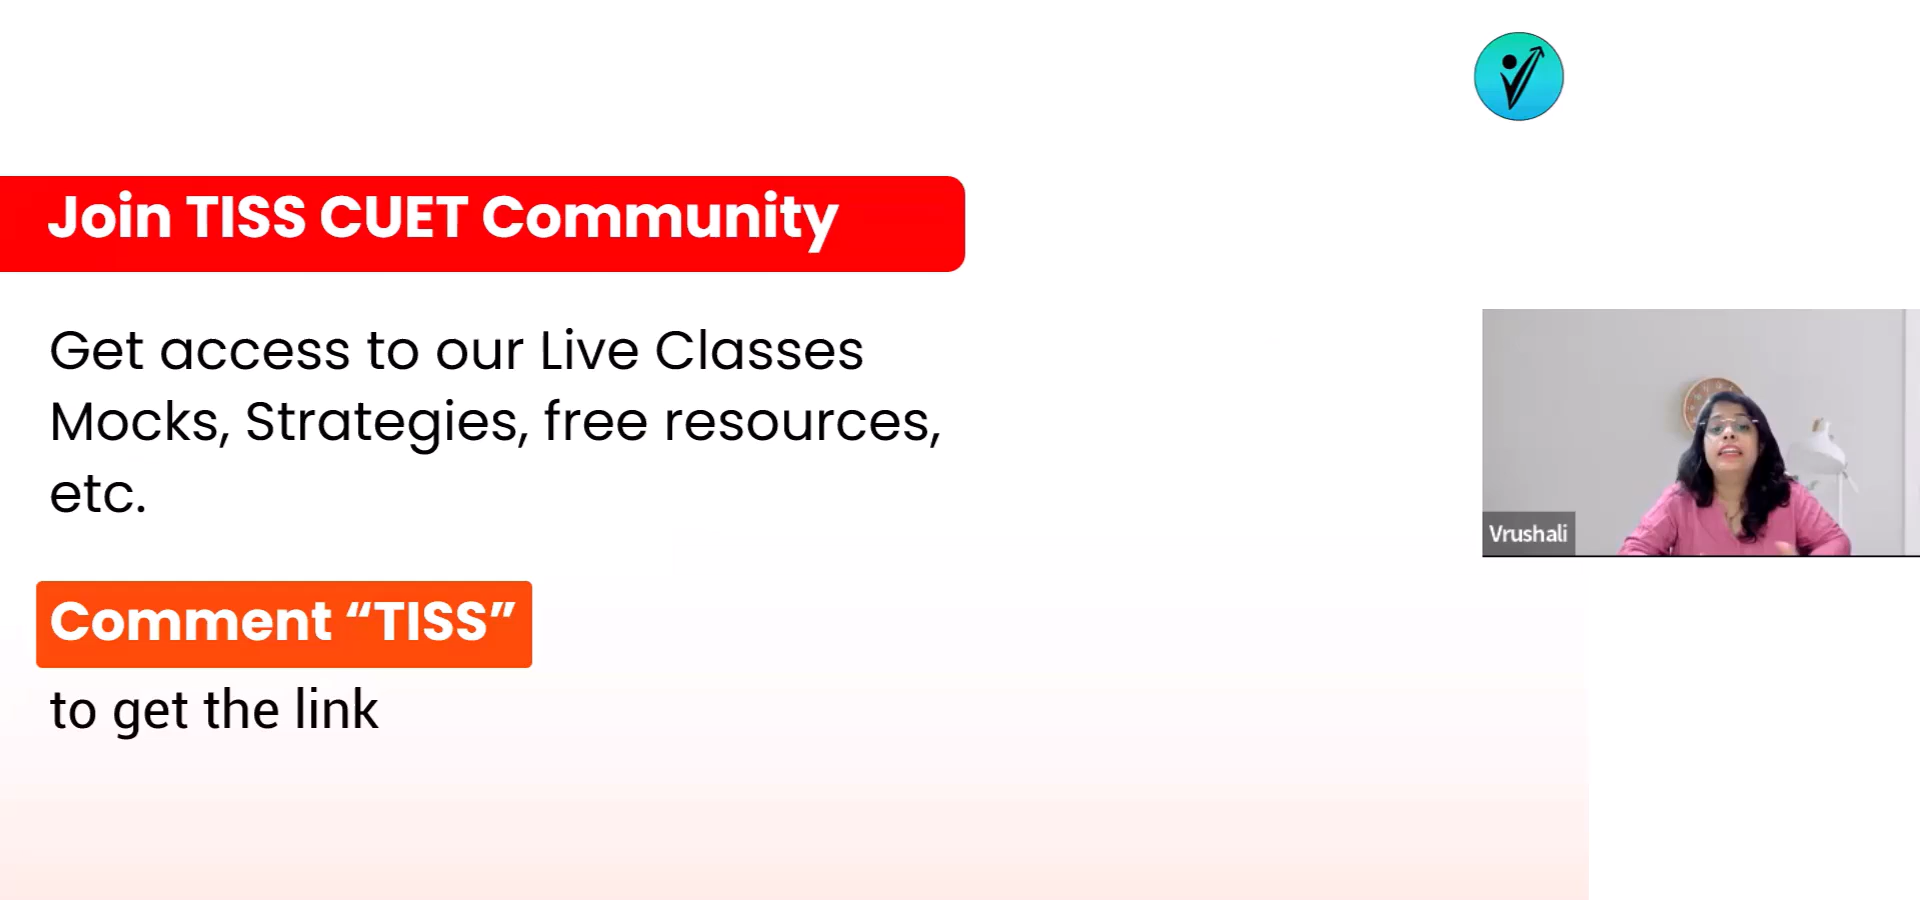 Join TISS CUET Community
Get access to our Live Classes
Mocks, Strategies, free resources,
etc.
Comment “TISS”
to get the link
Vrushali